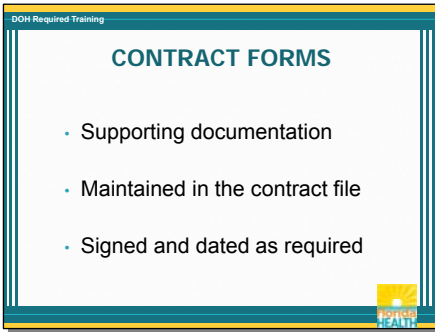 DOH Required Training
CONTRACT FORMS
• Supporting documentation
• Maintained in the contract file
• Signed and dated as required
Florida
HEALTH